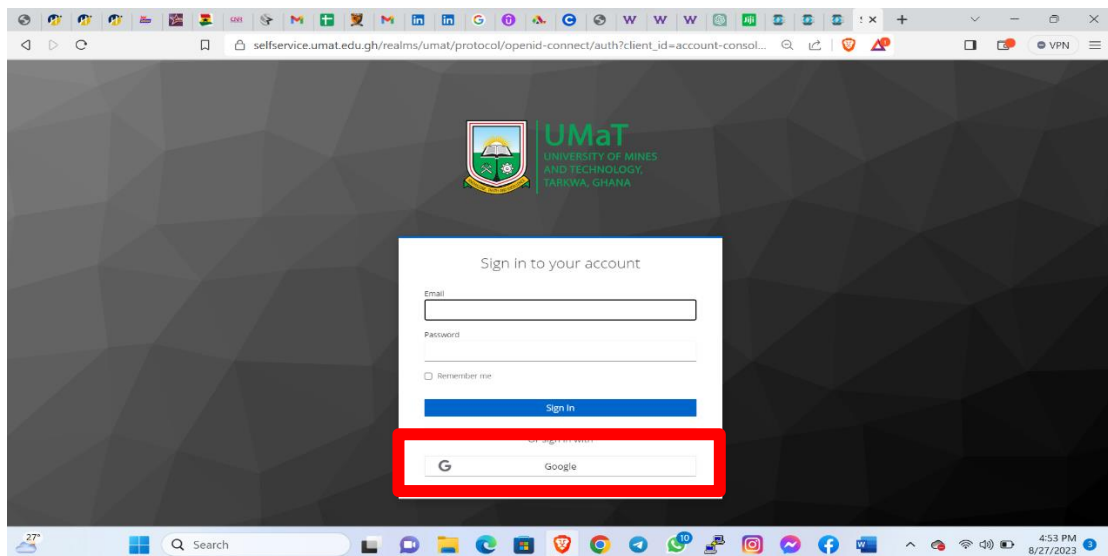 selfservice.umat.edu.gh/realms/umat/protocol/openid-connect/auth?client_id=account-consol...
VPN
UMaT
UNIVERSITY OF MINES
AND TECHNOLOGY,
TARKWA, GHANA
Sign in to your account
Email
Password
Remember me
Sign In
Or sign in with
Google
27°
Search
10
4:53 PM
8/27/2023
3